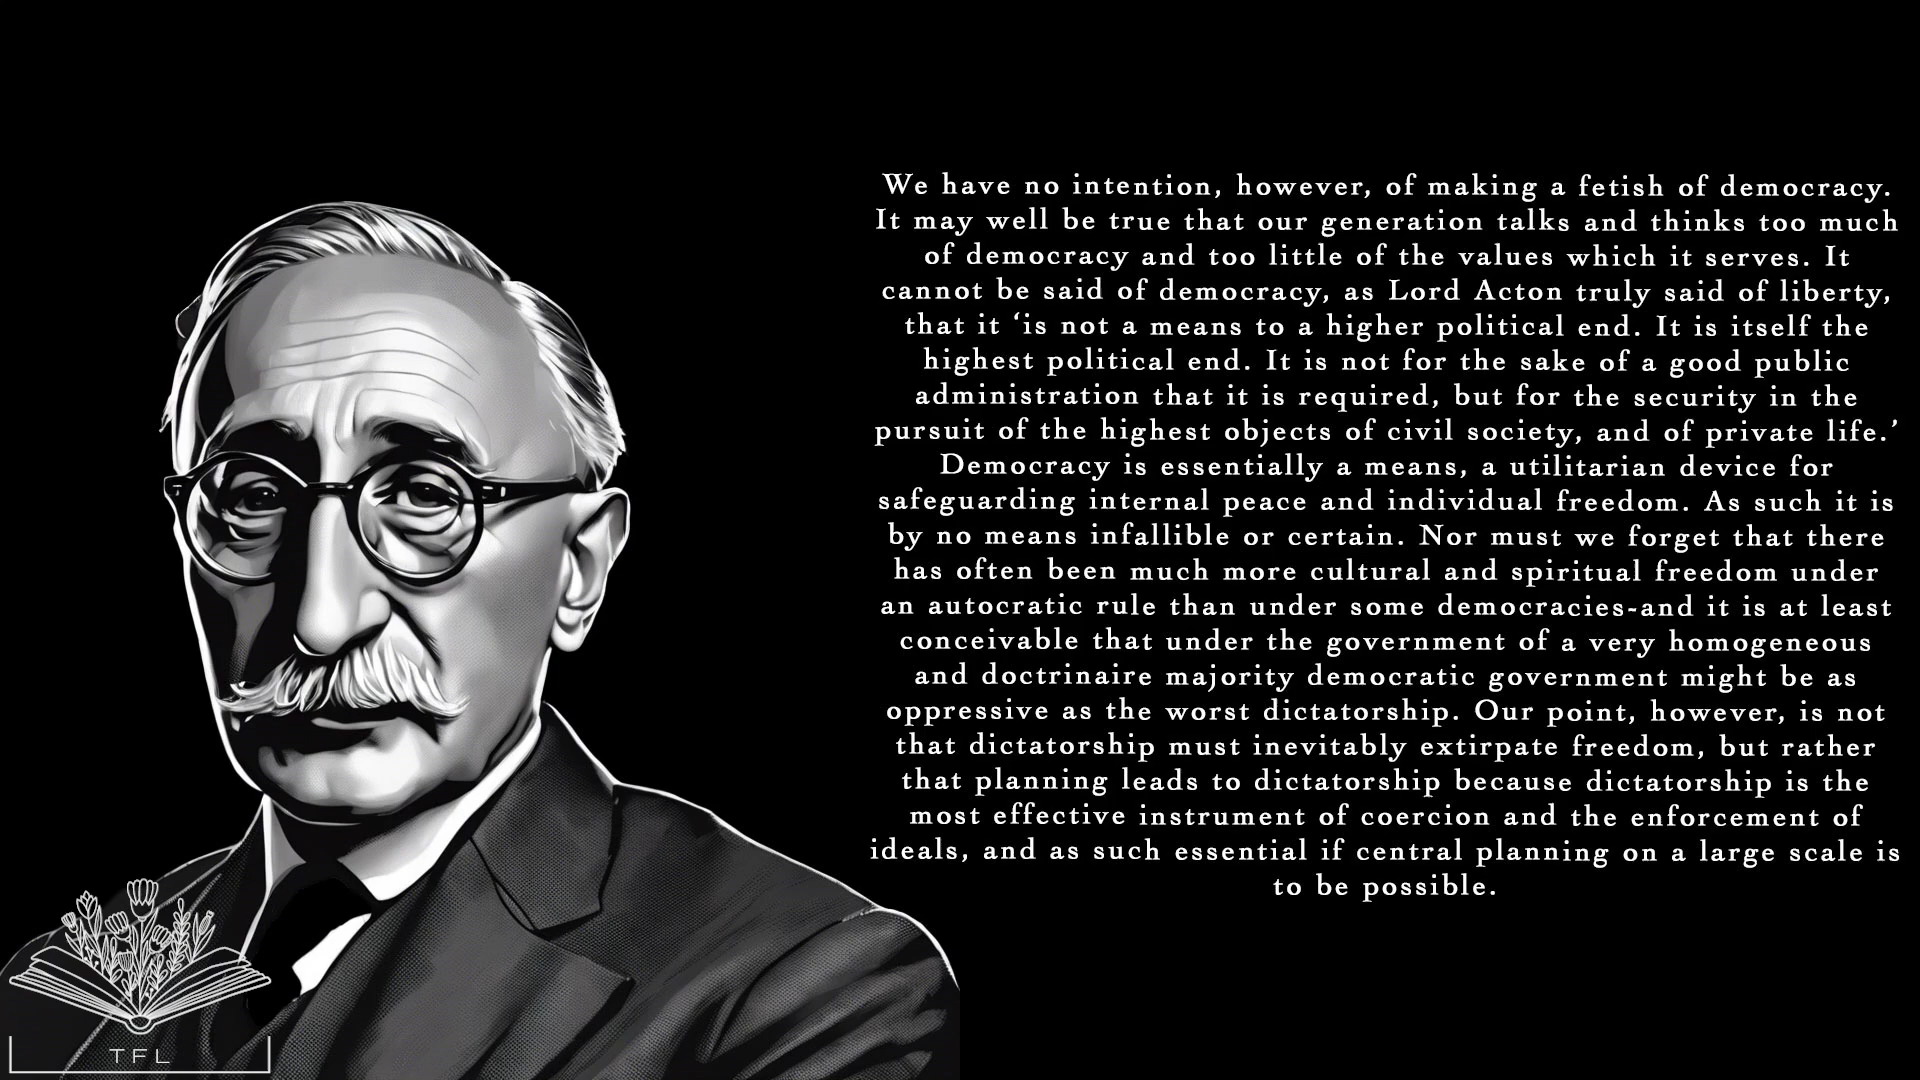 We have no intention, however, of making a fetish of democracy.
It may well be true that our generation talks and thinks too much
of democracy and too little of the values which it serves. It
cannot be said of democracy, as Lord Acton truly said of liberty,
that it ‘is not a means to a higher political end. It is itself the
highest political end. It is not for the sake of a good public
administration that it is required, but for the security in the
pursuit of the highest objects of civil society, and of private life.’
Democracy is essentially a means, a utilitarian device for
safeguarding internal peace and individual freedom. As such it is
by no means infallible or certain. Nor must we forget that there
has often been much more cultural and spiritual freedom under
an autocratic rule than under some democracies-and it is at least
conceivable that under the government of a very homogeneous
and doctrinaire majority democratic government might be as
oppressive as the worst dictatorship. Our point, however, is not
that dictatorship must inevitably extirpate freedom, but rather
that planning leads to dictatorship because dictatorship is the
most effective instrument of coercion and the enforcement of
ideals, and as such essential if central planning on a large scale is
to be possible.
TFL